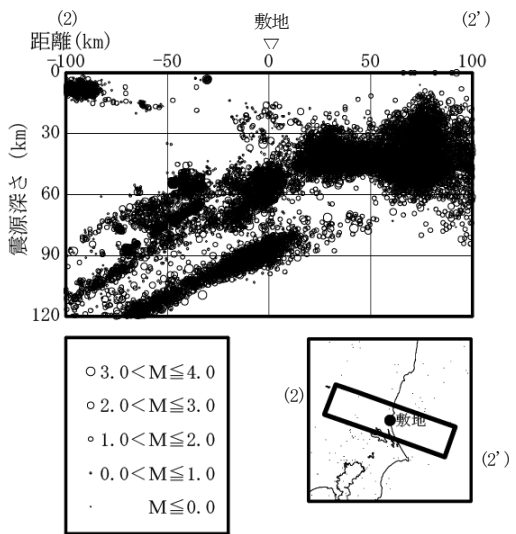 (2) 敷地 (2')
距離(km) ▽
-100 -50 0 50 100
0
30
60
90
120
震源深さ (km)
○ 3.0<M≦4.0
○ 2.0<M≦3.0
○ 1.0<M≦2.0
0.0<M≦1.0
M≦0.0
(2)
敷地
(2')